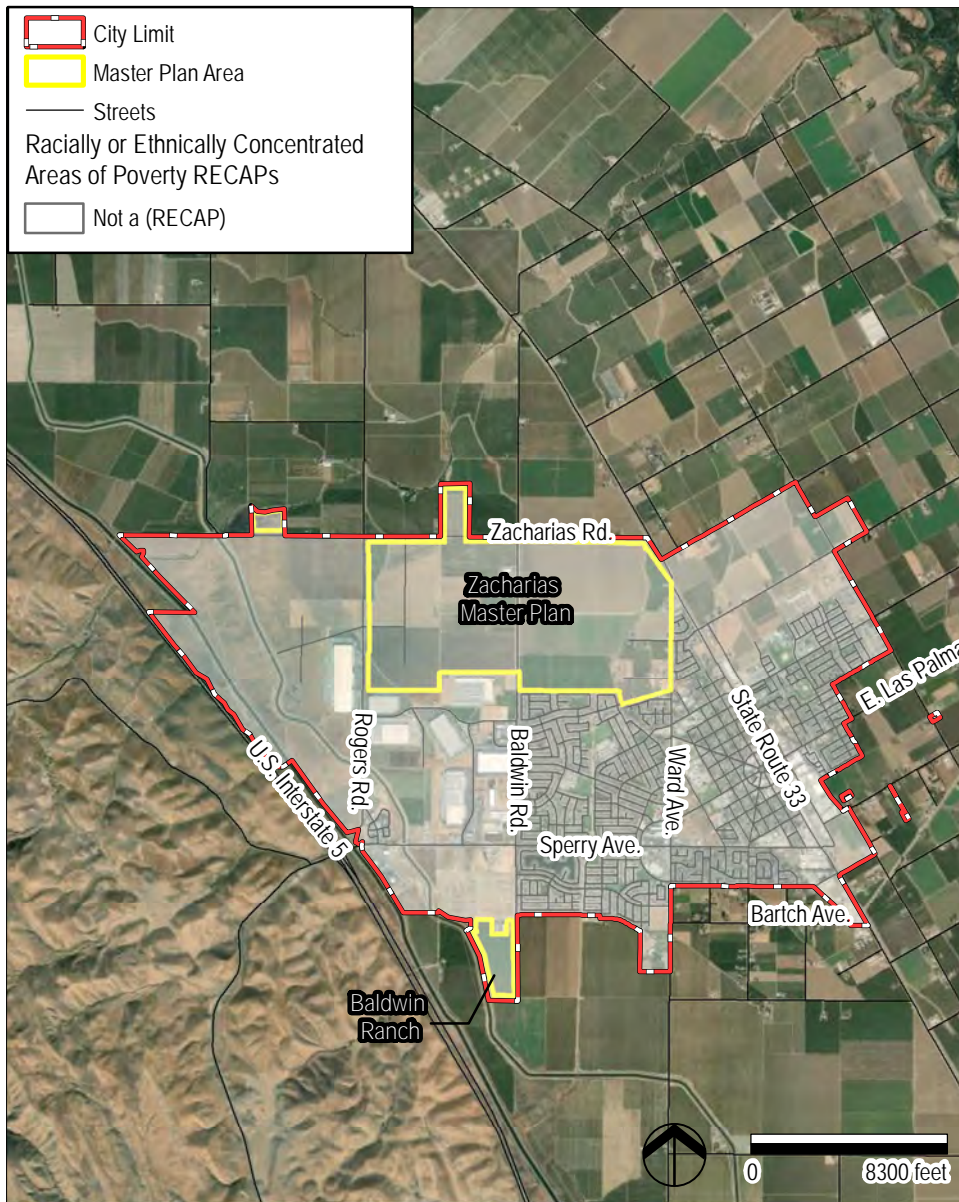 City Limit
Master Plan Area
Streets
Racially or Ethnically Concentrated
Areas of Poverty RECAPs
Not a (RECAP)
Zacharias Rd.
Zacharias
Master Plan
E. Las Palma
State Route 33
Rogers Rd.
Baldwin Rd.
Ward Ave.
U.S. Interstate 5
Sperry Ave.
Bartch Ave.
Baldwin
Ranch
0 8300 feet